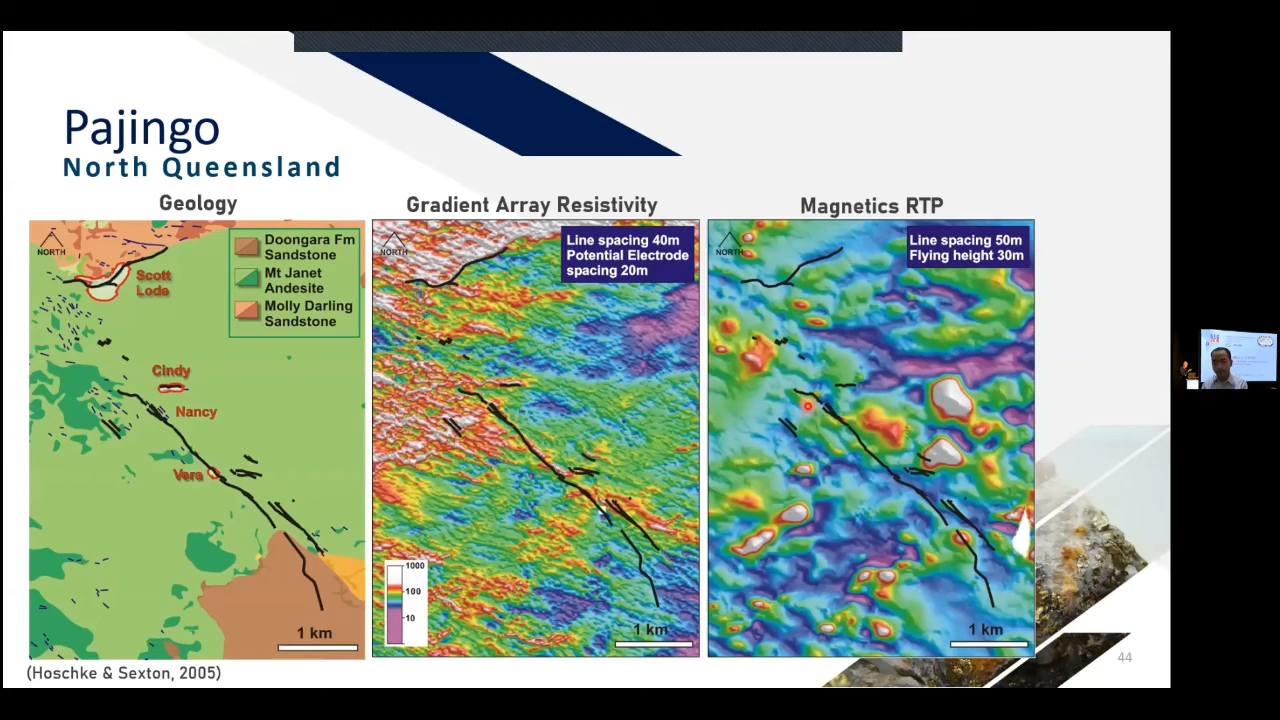 Pajingo
North Queensland
Geology
Gradient Array Resistivity
Magnetics RTP
NORTH
Doongara Fm
Sandstone
Mt Janet
Andesite
Molly Darling
Sandstone
Scott
Lode
Cindy
Nancy
Vera
1 km
NORTH
Line spacing 40m
Potential Electrode
spacing 20m
1000
100
10
1 km
NORTH
Line spacing 50m
Flying height 30m
1 km
(Hoschke & Sexton, 2005)
44